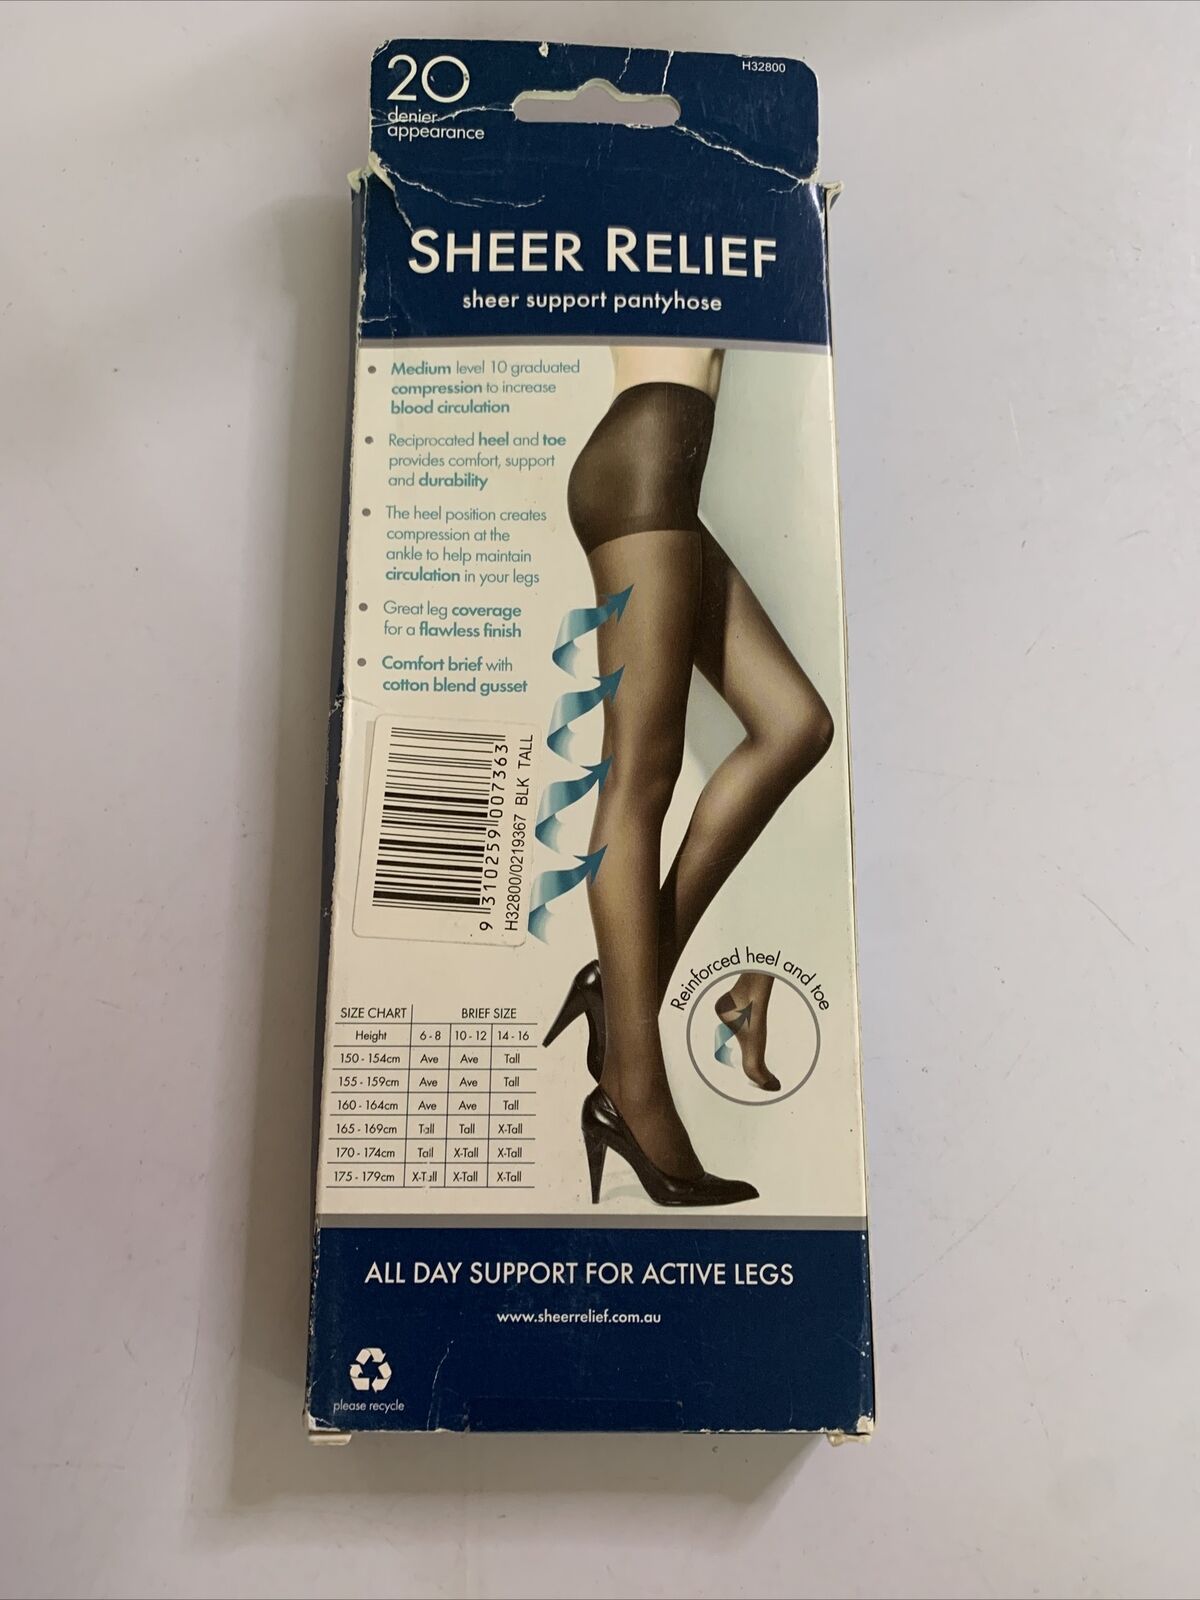 20
denier
appearance
H32800
SHEER RELIEF
sheer support pantyhose
• Medium level 10 graduated
compression to increase
blood circulation
• Reciprocated heel and toe
provides comfort, support
and durability
• The heel position creates
compression at the
ankle to help maintain
circulation in your legs
• Great leg coverage
for a flawless finish
• Comfort brief with
cotton blend gusset
9 310259 007363
H32800/0219367 BLK TALL
Reinforced heel and toe
SIZE CHART BRIEF SIZE
Height 6 - 8 10 - 12 14 - 16
150 - 154cm Ave Ave Tall
155 - 159cm Ave Ave Tall
160 - 164cm Ave Ave Tall
165 - 169cm Tall Tall X-Tall
170 - 174cm Tall X-Tall X-Tall
175 - 179cm X-Tall X-Tall X-Tall
ALL DAY SUPPORT FOR ACTIVE LEGS
www.sheerrelief.com.au
please recycle